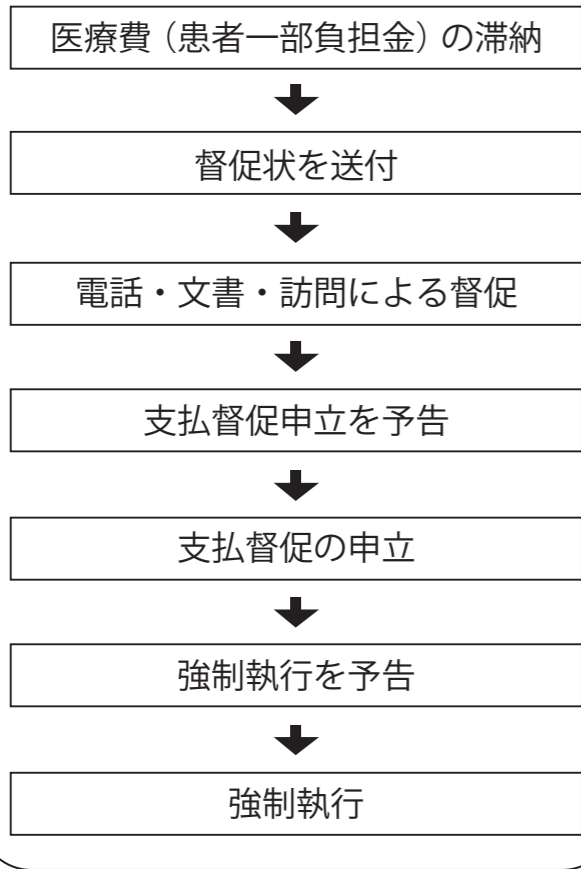 医療費（患者一部負担金）の滞納
督促状を送付
電話・文書・訪問による督促
支払督促申立を予告
支払督促の申立
強制執行を予告
強制執行